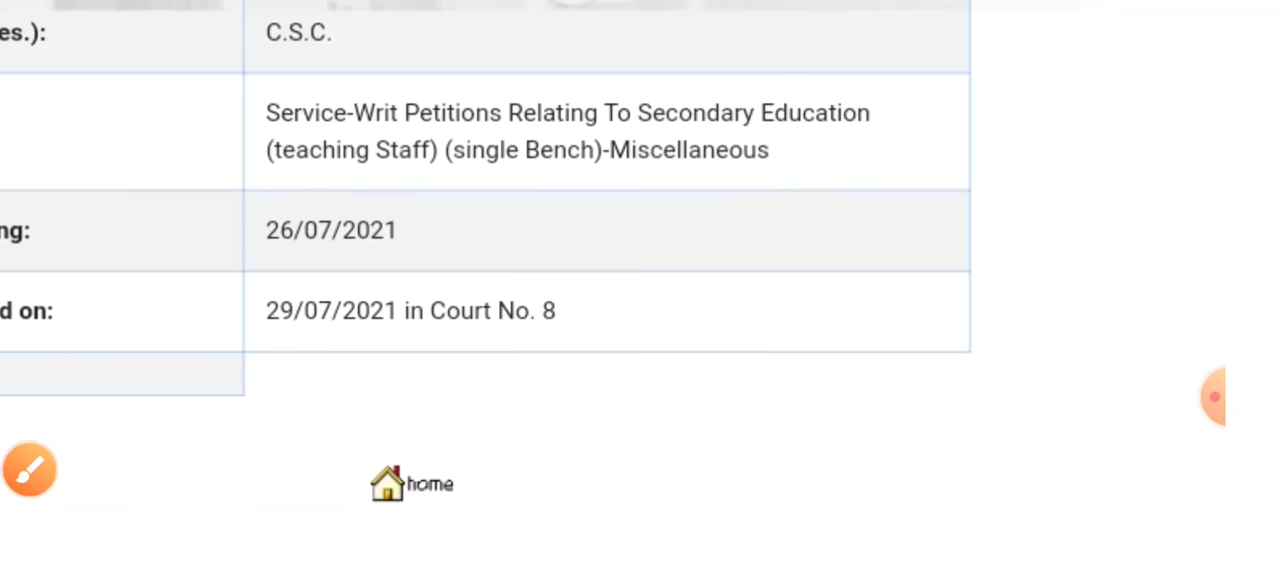 es.): C.S.C.
Service-Writ Petitions Relating To Secondary Education
(teaching Staff) (single Bench)-Miscellaneous
ng: 26/07/2021
d on: 29/07/2021 in Court No. 8
home